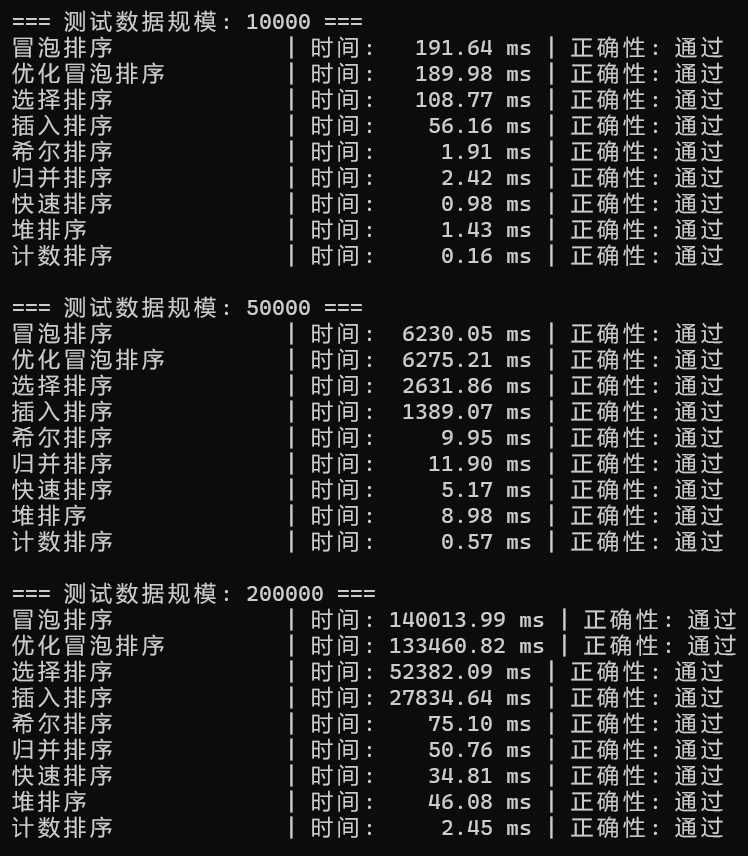 === 测试数据规模: 10000 ===
冒泡排序 | 时间: 191.64 ms | 正确性: 通过
优化冒泡排序 | 时间: 189.98 ms | 正确性: 通过
选择排序 | 时间: 108.77 ms | 正确性: 通过
插入排序 | 时间: 56.16 ms | 正确性: 通过
希尔排序 | 时间: 1.91 ms | 正确性: 通过
归并排序 | 时间: 2.42 ms | 正确性: 通过
快速排序 | 时间: 0.98 ms | 正确性: 通过
堆排序 | 时间: 1.43 ms | 正确性: 通过
计数排序 | 时间: 0.16 ms | 正确性: 通过
=== 测试数据规模: 50000 ===
冒泡排序 | 时间: 6230.05 ms | 正确性: 通过
优化冒泡排序 | 时间: 6275.21 ms | 正确性: 通过
选择排序 | 时间: 2631.86 ms | 正确性: 通过
插入排序 | 时间: 1389.07 ms | 正确性: 通过
希尔排序 | 时间: 9.95 ms | 正确性: 通过
归并排序 | 时间: 11.90 ms | 正确性: 通过
快速排序 | 时间: 5.17 ms | 正确性: 通过
堆排序 | 时间: 8.98 ms | 正确性: 通过
计数排序 | 时间: 0.57 ms | 正确性: 通过
=== 测试数据规模: 200000 ===
冒泡排序 | 时间: 140013.99 ms | 正确性: 通过
优化冒泡排序 | 时间: 133460.82 ms | 正确性: 通过
选择排序 | 时间: 52382.09 ms | 正确性: 通过
插入排序 | 时间: 27834.64 ms | 正确性: 通过
希尔排序 | 时间: 75.10 ms | 正确性: 通过
归并排序 | 时间: 50.76 ms | 正确性: 通过
快速排序 | 时间: 34.81 ms | 正确性: 通过
堆排序 | 时间: 46.08 ms | 正确性: 通过
计数排序 | 时间: 2.45 ms | 正确性: 通过